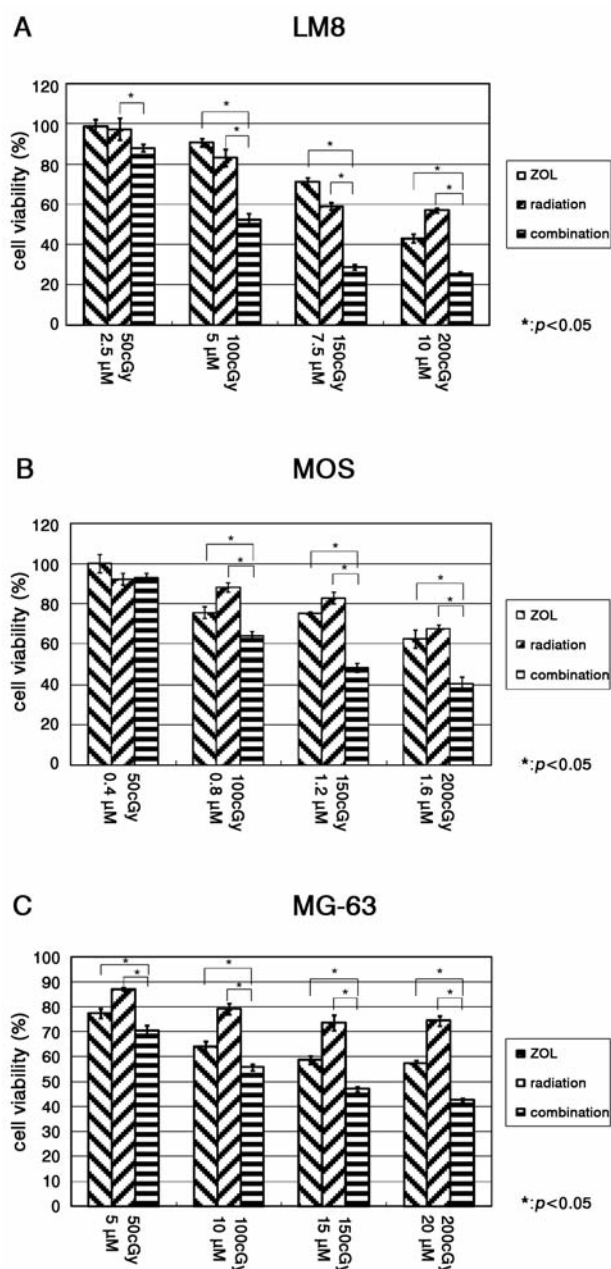 A
LM8
cell viability (%)
120
100
80
60
40
20
0
*
*
*
*
*
*
*
50cGy
2.5 μM
100cGy
5 μM
150cGy
7.5 μM
200cGy
10 μM
ZOL
radiation
combination
*:p<0.05
B
MOS
cell viability (%)
120
100
80
60
40
20
0
*
*
*
*
*
*
50cGy
0.4 μM
100cGy
0.8 μM
150cGy
1.2 μM
200cGy
1.6 μM
ZOL
radiation
combination
*:p<0.05
C
MG-63
cell viability (%)
100
90
80
70
60
50
40
30
20
10
0
*
*
*
*
*
*
*
*
50cGy
5 μM
100cGy
10 μM
150cGy
15 μM
200cGy
20 μM
ZOL
radiation
combination
*:p<0.05